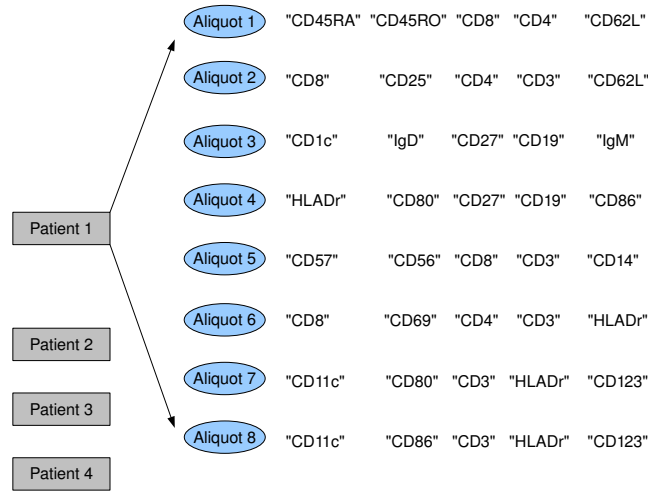 Aliquot 1 "CD45RA" "CD45RO" "CD8" "CD4" "CD62L"
Aliquot 2 "CD8" "CD25" "CD4" "CD3" "CD62L"
Aliquot 3 "CD1c" "IgD" "CD27" "CD19" "IgM"
Aliquot 4 "HLADr" "CD80" "CD27" "CD19" "CD86"
Patient 1
Aliquot 5 "CD57" "CD56" "CD8" "CD3" "CD14"
Aliquot 6 "CD8" "CD69" "CD4" "CD3" "HLADr"
Patient 2
Aliquot 7 "CD11c" "CD80" "CD3" "HLADr" "CD123"
Patient 3
Aliquot 8 "CD11c" "CD86" "CD3" "HLADr" "CD123"
Patient 4